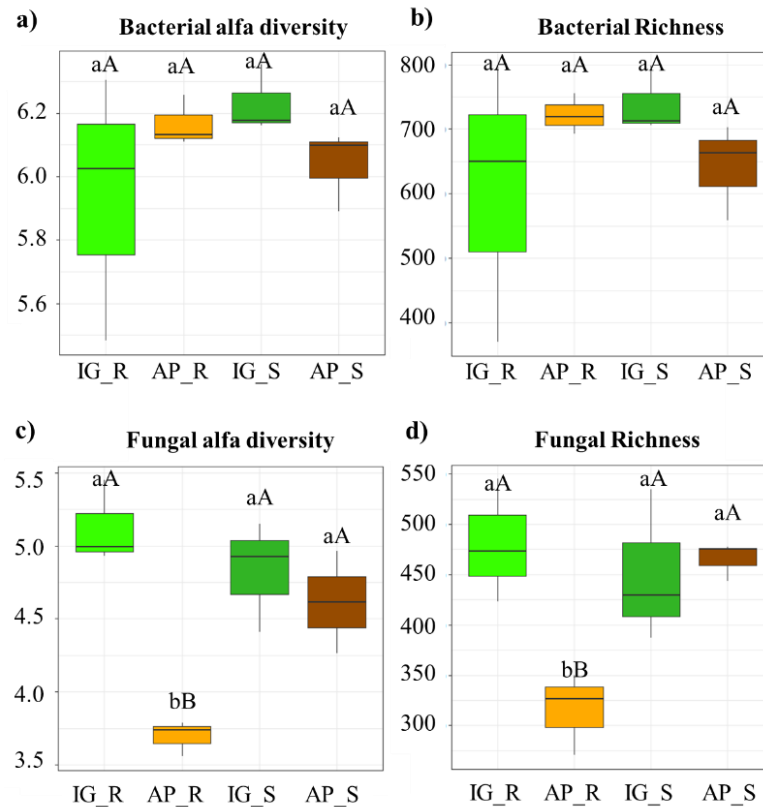 a) Bacterial alfa diversity
aA aA aA aA
6.2
6.0
5.8
5.6
IG_R AP_R IG_S AP_S
b) Bacterial Richness
aA aA aA aA
800
700
600
500
400
IG_R AP_R IG_S AP_S
c) Fungal alfa diversity
aA bB aA aA
5.5
5.0
4.5
4.0
3.5
IG_R AP_R IG_S AP_S
d) Fungal Richness
aA bB aA aA
550
500
450
400
350
300
IG_R AP_R IG_S AP_S